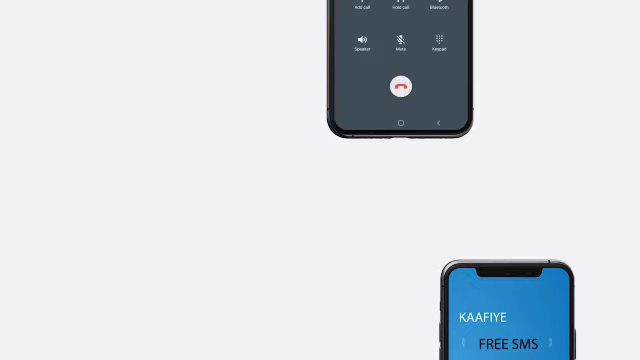 Add call Hold call Bluetooth
Speaker Mute Keypad
KAAFIYE
FREE SMS